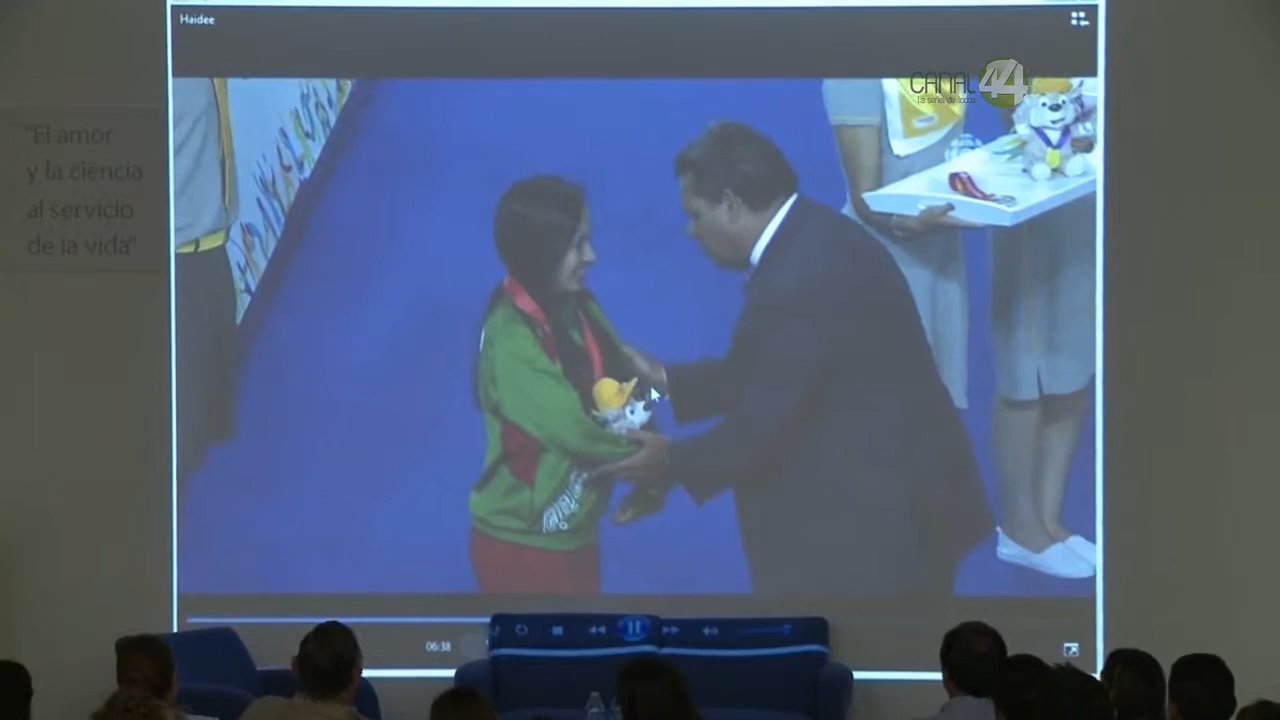 Haidee
CANAL 44
La señal de todos
"El amor
y la ciencia
al servicio
de la vida"
06:38